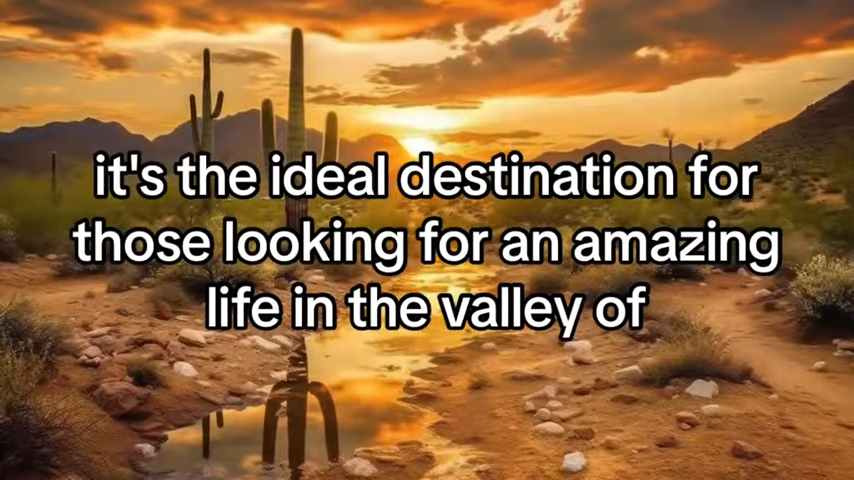 it's the ideal destination for
those looking for an amazing
life in the valley of